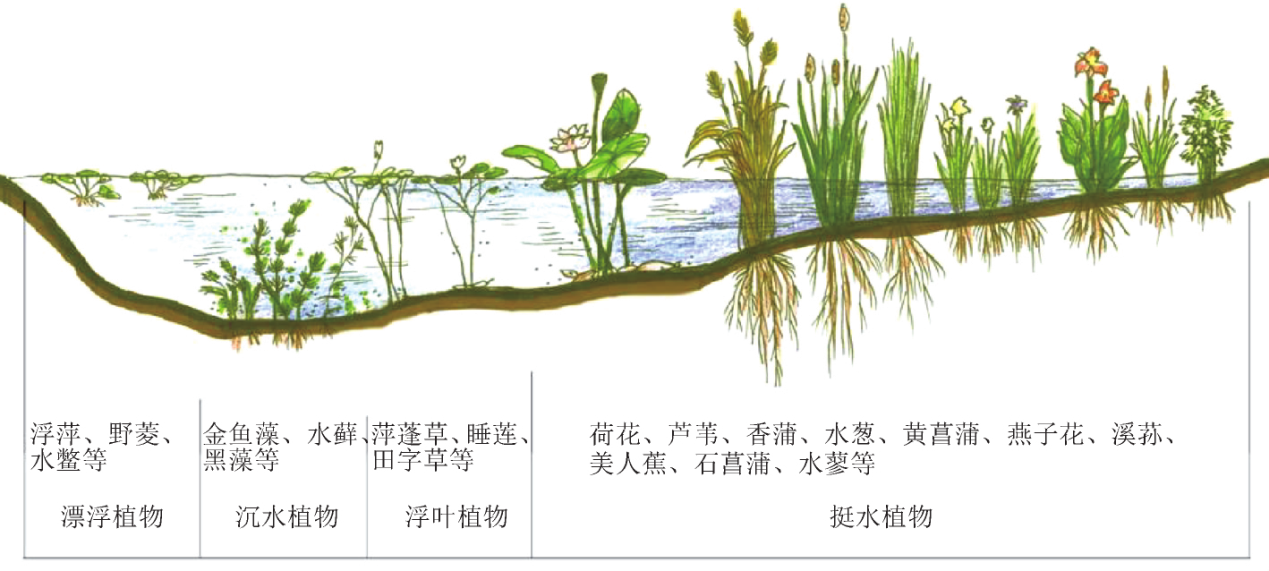 浮萍、野菱、
水鳖等
金鱼藻、水藓、
黑藻等
萍蓬草、睡莲、
田字草等
荷花、芦苇、香蒲、水葱、黄菖蒲、燕子花、溪荪、
美人蕉、石菖蒲、水蓼等
漂浮植物
沉水植物
浮叶植物
挺水植物